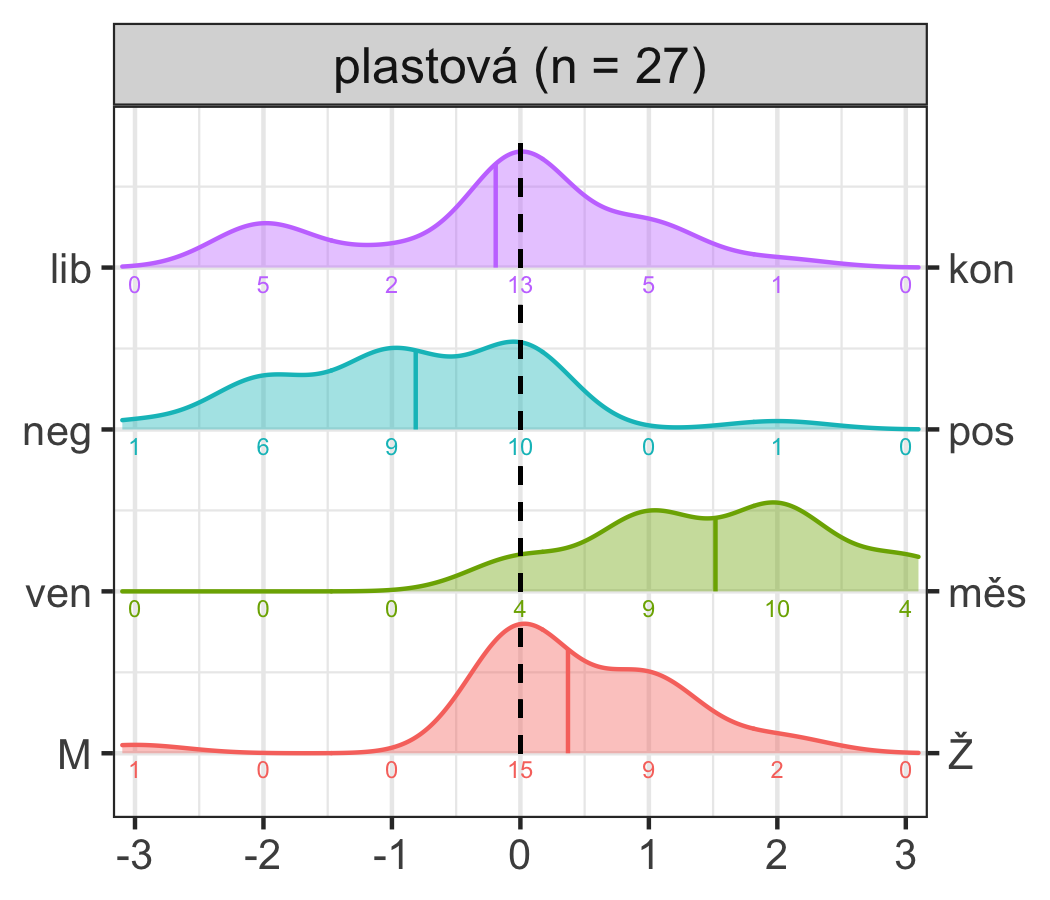 plastová (n = 27)
lib kon
0 5 2 13 5 1 0
neg pos
1 6 9 10 0 1 0
ven měs
0 0 0 4 9 10 4
M Ž
1 0 0 15 9 2 0
-3 -2 -1 0 1 2 3